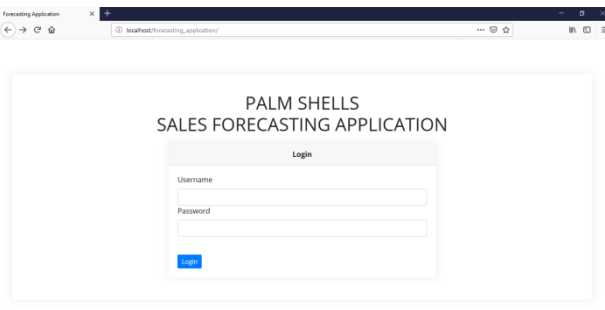 Forecasting Application
localhost/forecasting_application/
PALM SHELLS
SALES FORECASTING APPLICATION
Login
Username
Password
Login